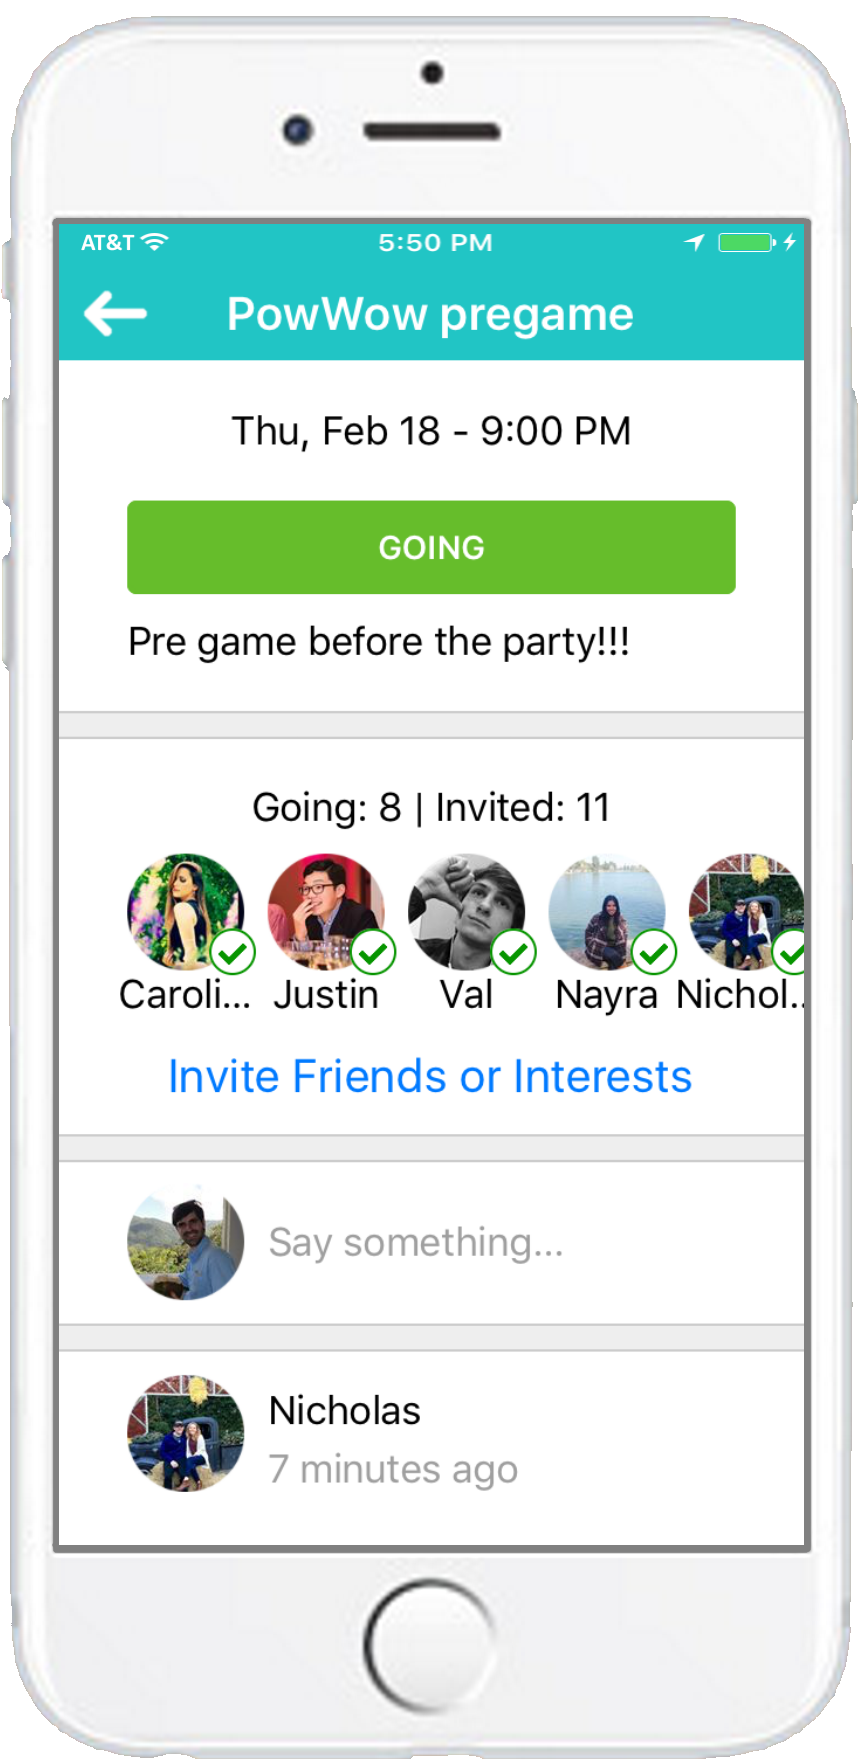 AT&T 5:50 PM
PowWow pregame
Thu, Feb 18 - 9:00 PM
GOING
Pre game before the party!!!
Going: 8 | Invited: 11
Caroli... Justin Val Nayra Nichol..
Invite Friends or Interests
Say something...
Nicholas
7 minutes ago